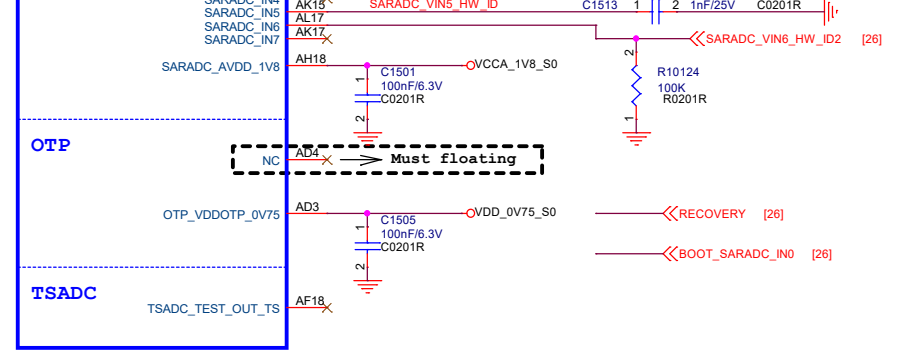 SARADC_IN4
SARADC_IN5 AK15 SARADC_VIN5_HW_ID C1513 1 2 1nF/25V C0201R
SARADC_IN6 AL17
SARADC_IN7 AK17 SARADC_VIN6_HW_ID2 [26]
2
SARADC_AVDD_1V8 AH18 VCCA_1V8_S0
1 C1501 R10124
100nF/6.3V 100K
C0201R R0201R
2 1
OTP
NC AD4 Must floating
OTP_VDDOTP_0V75 AD3 VDD_0V75_S0 RECOVERY [26]
1 C1505
100nF/6.3V
C0201R BOOT_SARADC_IN0 [26]
2
TSADC
TSADC_TEST_OUT_TS AF18